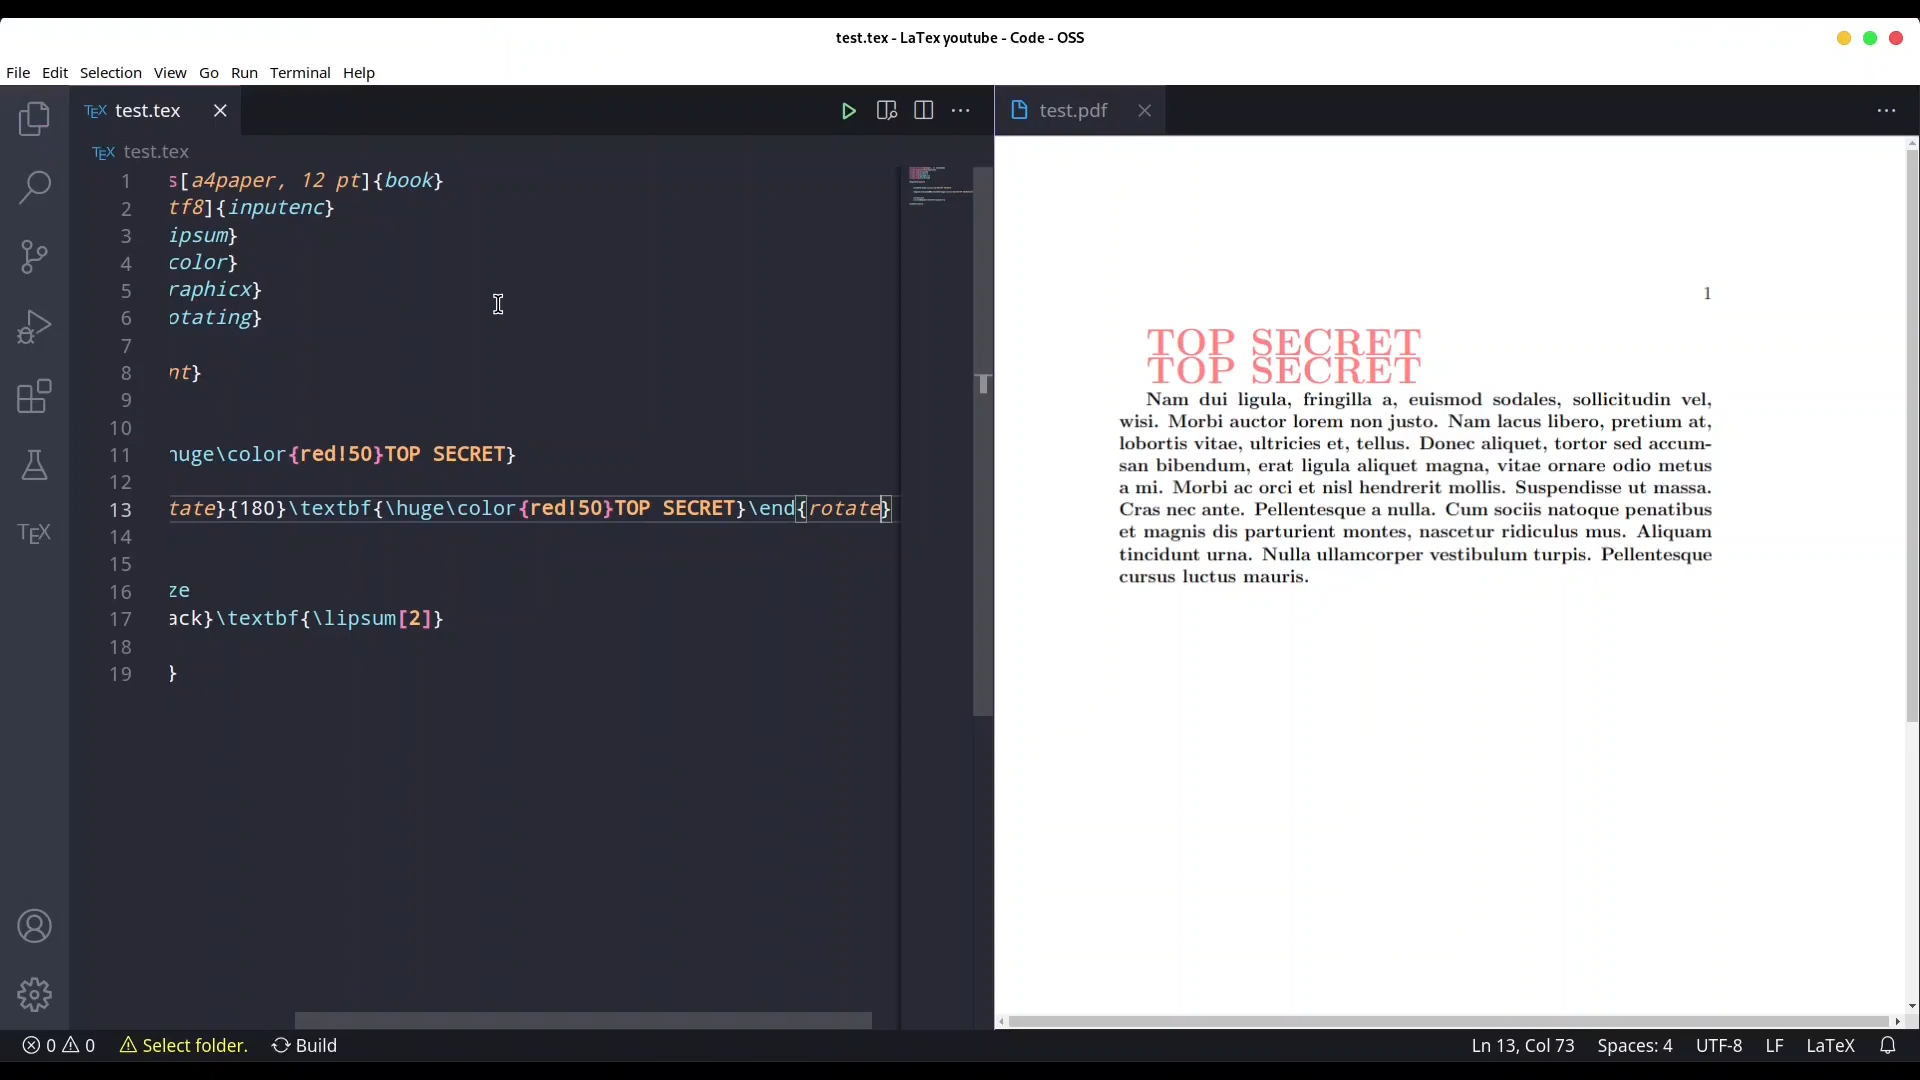 test.tex - LaTex youtube - Code - OSS
File Edit Selection View Go Run Terminal Help
TEX test.tex
test.pdf
TEX test.tex
1 s[a4paper, 12 pt]{book}
2 tf8]{inputenc}
3 ipsum}
4 color}
5 raphicx}
6 otating}
7
8 nt}
9
10
11 huge\color{red!50}TOP SECRET}
12
13 tate}{180}\textbf{\huge\color{red!50}TOP SECRET}\end{rotate}
14
15
16 ze
17 ack}\textbf{\lipsum[2]}
18
19 }
TEX
1
TOP SECRET
TOP SECRET
Nam dui ligula, fringilla a, euismod sodales, sollicitudin vel,
wisi. Morbi auctor lorem non justo. Nam lacus libero, pretium at,
lobortis vitae, ultricies et, tellus. Donec aliquet, tortor sed accum-
san bibendum, erat ligula aliquet magna, vitae ornare odio metus
a mi. Morbi ac orci et nisl hendrerit mollis. Suspendisse ut massa.
Cras nec ante. Pellentesque a nulla. Cum sociis natoque penatibus
et magnis dis parturient montes, nascetur ridiculus mus. Aliquam
tincidunt urna. Nulla ullamcorper vestibulum turpis. Pellentesque
cursus luctus mauris.
0 0 Select folder. Build
Ln 13, Col 73 Spaces: 4 UTF-8 LF LaTeX